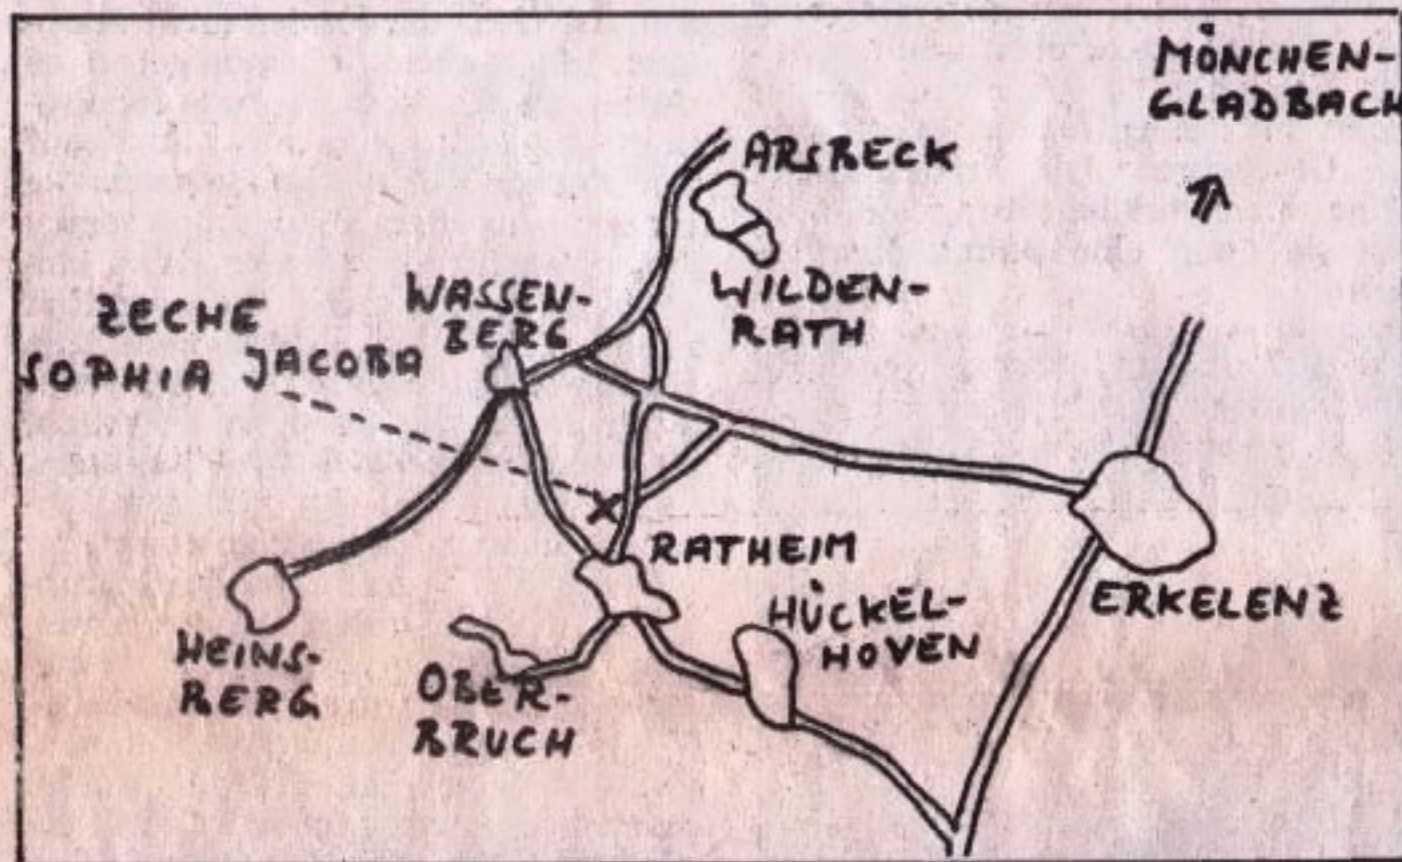 MÖNCHEN-
GLADBACH
ARSBECK
WILDEN-
RATH
WASSEN-
BERG
ZECHE
SOPHIA JACOBA
RATHEIM
HÜCKEL-
HOVEN
ERKELENZ
HEINS-
BERG
OBER-
BRUCH